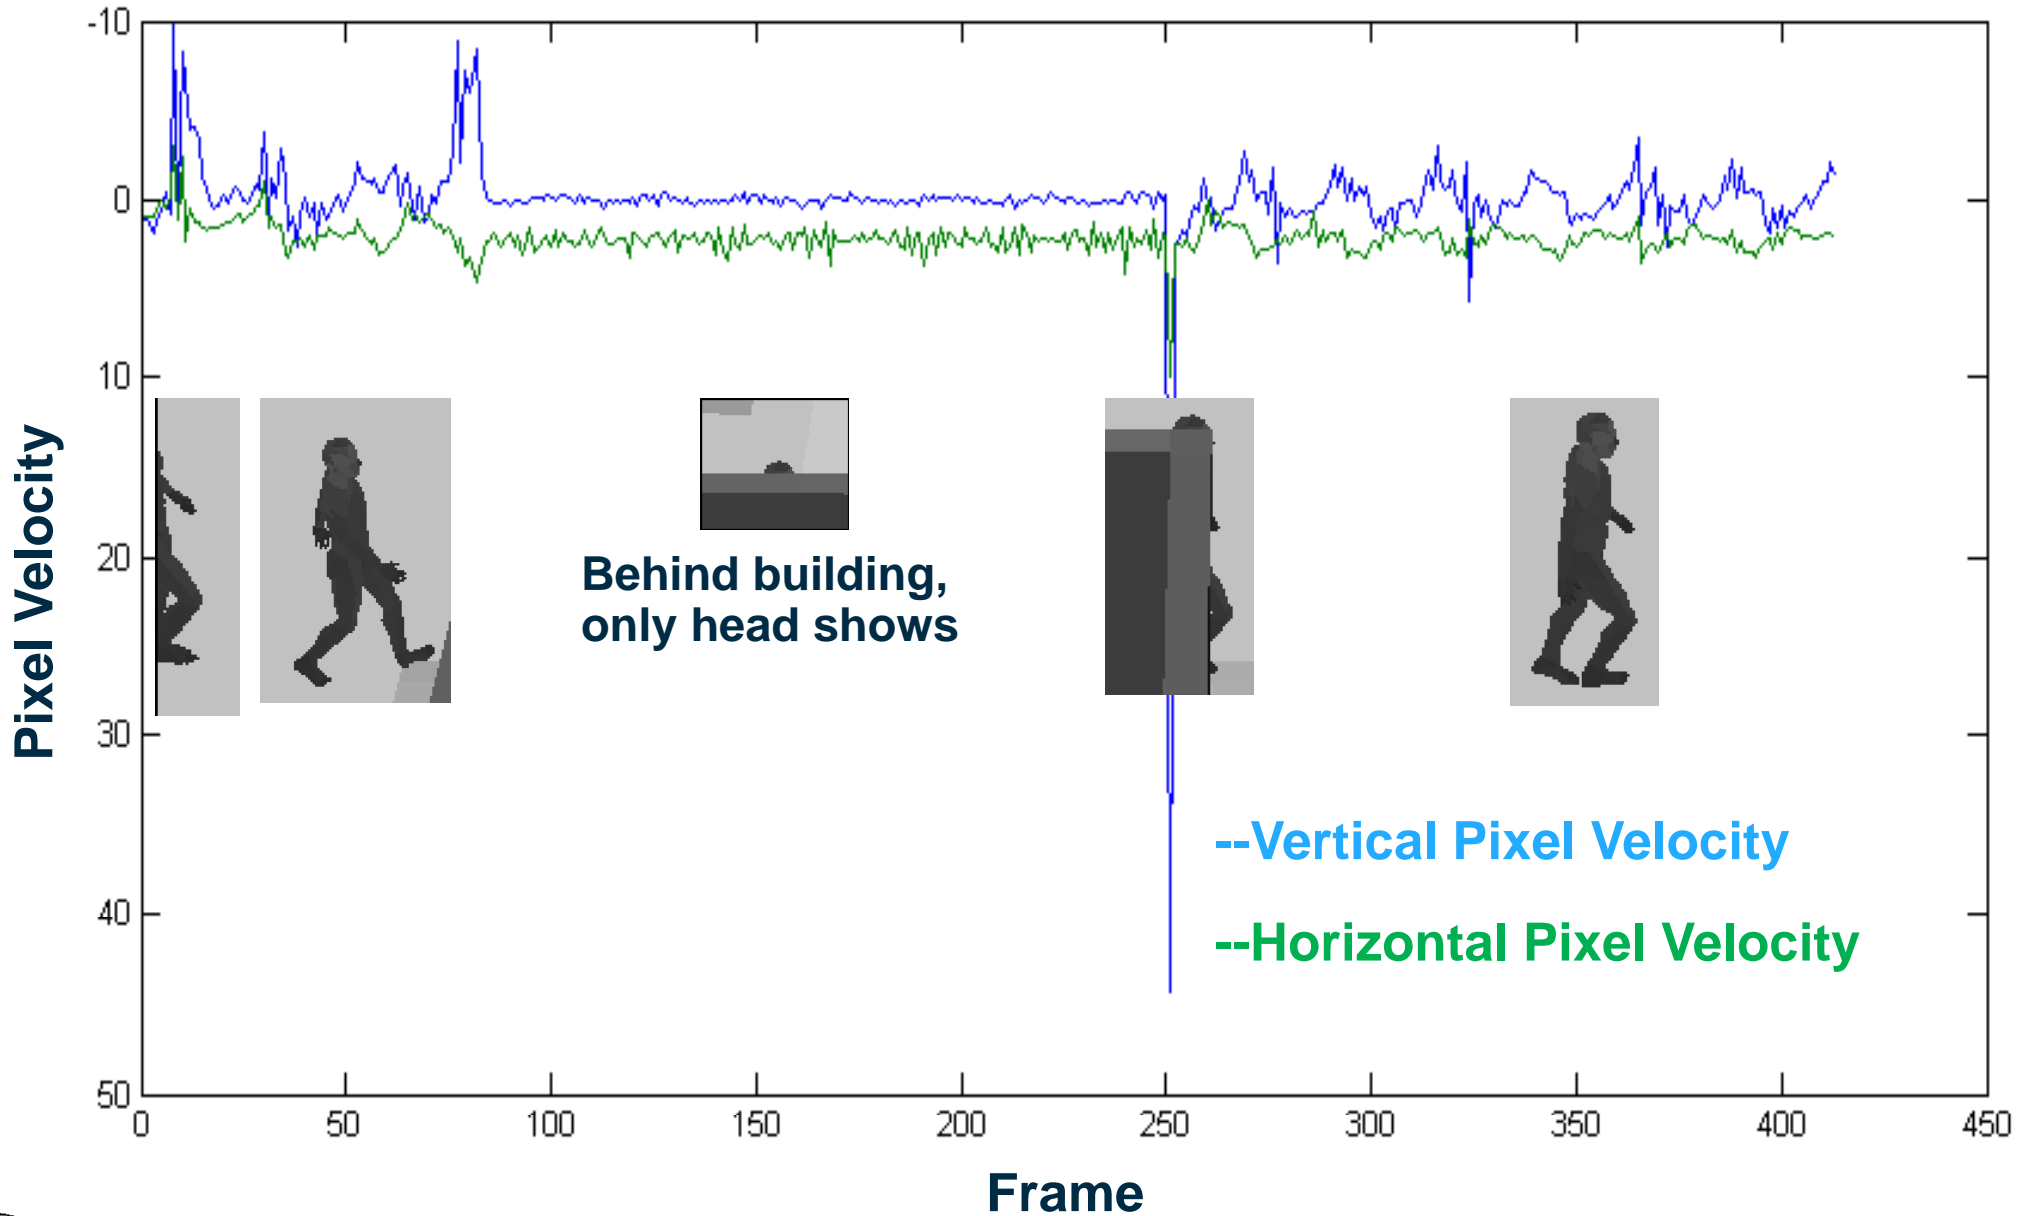 -10
0
10
20
30
40
50
Pixel Velocity
Behind building,
only head shows
--Vertical Pixel Velocity
--Horizontal Pixel Velocity
0 50 100 150 200 250 300 350 400 450
Frame